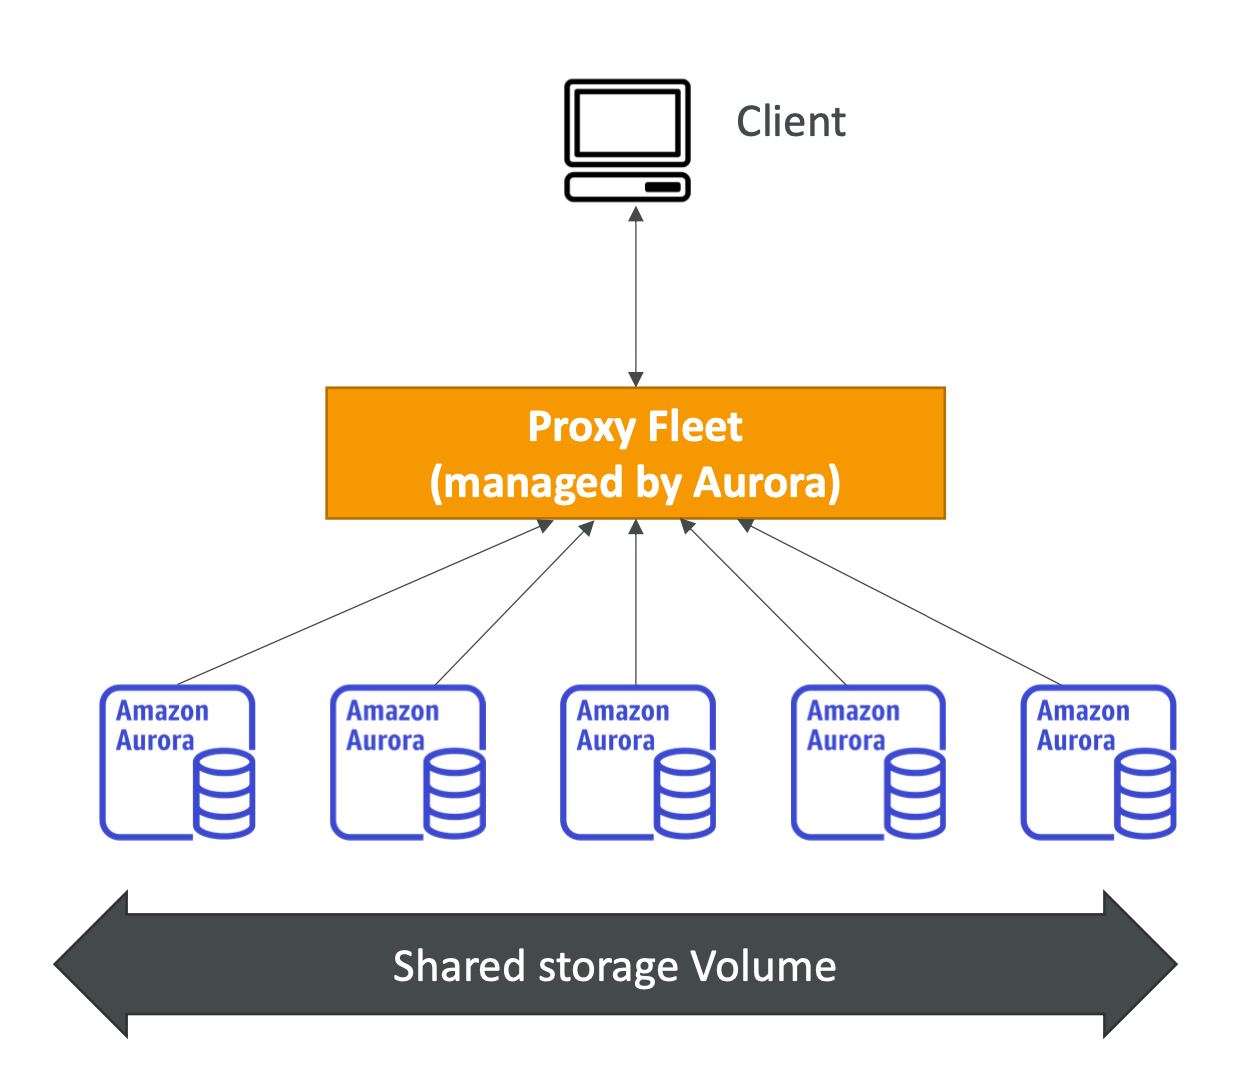 Client
Proxy Fleet
(managed by Aurora)
Amazon
Aurora
Amazon
Aurora
Amazon
Aurora
Amazon
Aurora
Amazon
Aurora
Shared storage Volume